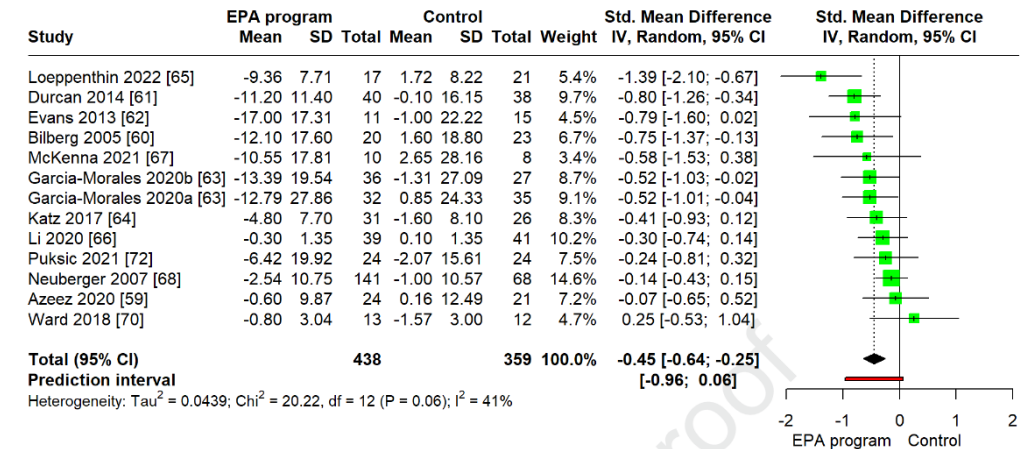 EPA program Control Std. Mean Difference Std. Mean Difference
Study Mean SD Total Mean SD Total Weight IV, Random, 95% CI IV, Random, 95% CI
Loeppenthin 2022 [65] -9.36 7.71 17 1.72 8.22 21 5.4% -1.39 [-2.10; -0.67]
Durcan 2014 [61] -11.20 11.40 40 -0.10 16.15 38 9.7% -0.80 [-1.26; -0.34]
Evans 2013 [62] -17.00 17.31 11 -1.00 22.22 15 4.5% -0.79 [-1.60; 0.02]
Bilberg 2005 [60] -12.10 17.60 20 1.60 18.80 23 6.9% -0.75 [-1.37; -0.13]
McKenna 2021 [67] -10.55 17.81 10 2.65 28.16 8 3.4% -0.58 [-1.53; 0.38]
Garcia-Morales 2020b [63] -13.39 19.54 36 -1.31 27.09 27 8.7% -0.52 [-1.03; -0.02]
Garcia-Morales 2020a [63] -12.79 27.86 32 0.85 24.33 35 9.1% -0.52 [-1.01; -0.04]
Katz 2017 [64] -4.80 7.70 31 -1.60 8.10 26 8.4% -0.41 [-0.93; 0.12]
Li 2020 [66] -0.30 1.35 39 0.10 1.35 41 10.2% -0.30 [-0.74; 0.14]
Puksic 2021 [72] -6.42 19.92 24 -2.07 15.61 24 7.7% -0.24 [-0.81; 0.32]
Neuberger 2007 [68] -2.54 10.75 141 -1.00 10.57 68 14.6% -0.14 [-0.43; 0.15]
Azeez 2020 [59] -0.60 9.87 24 0.16 12.49 21 7.2% -0.07 [-0.65; 0.52]
Ward 2018 [70] -0.80 3.04 13 -1.57 3.00 12 4.7% 0.25 [-0.53; 1.04]
Total (95% CI) 438 359 100.0% -0.45 [-0.64; -0.25]
Prediction interval [-0.96; 0.06]
Heterogeneity: Tau² = 0.0439; Chi² = 20.22, df = 12 (P = 0.06); I² = 41%
-2 -1 0 1 2
EPA program Control
roof